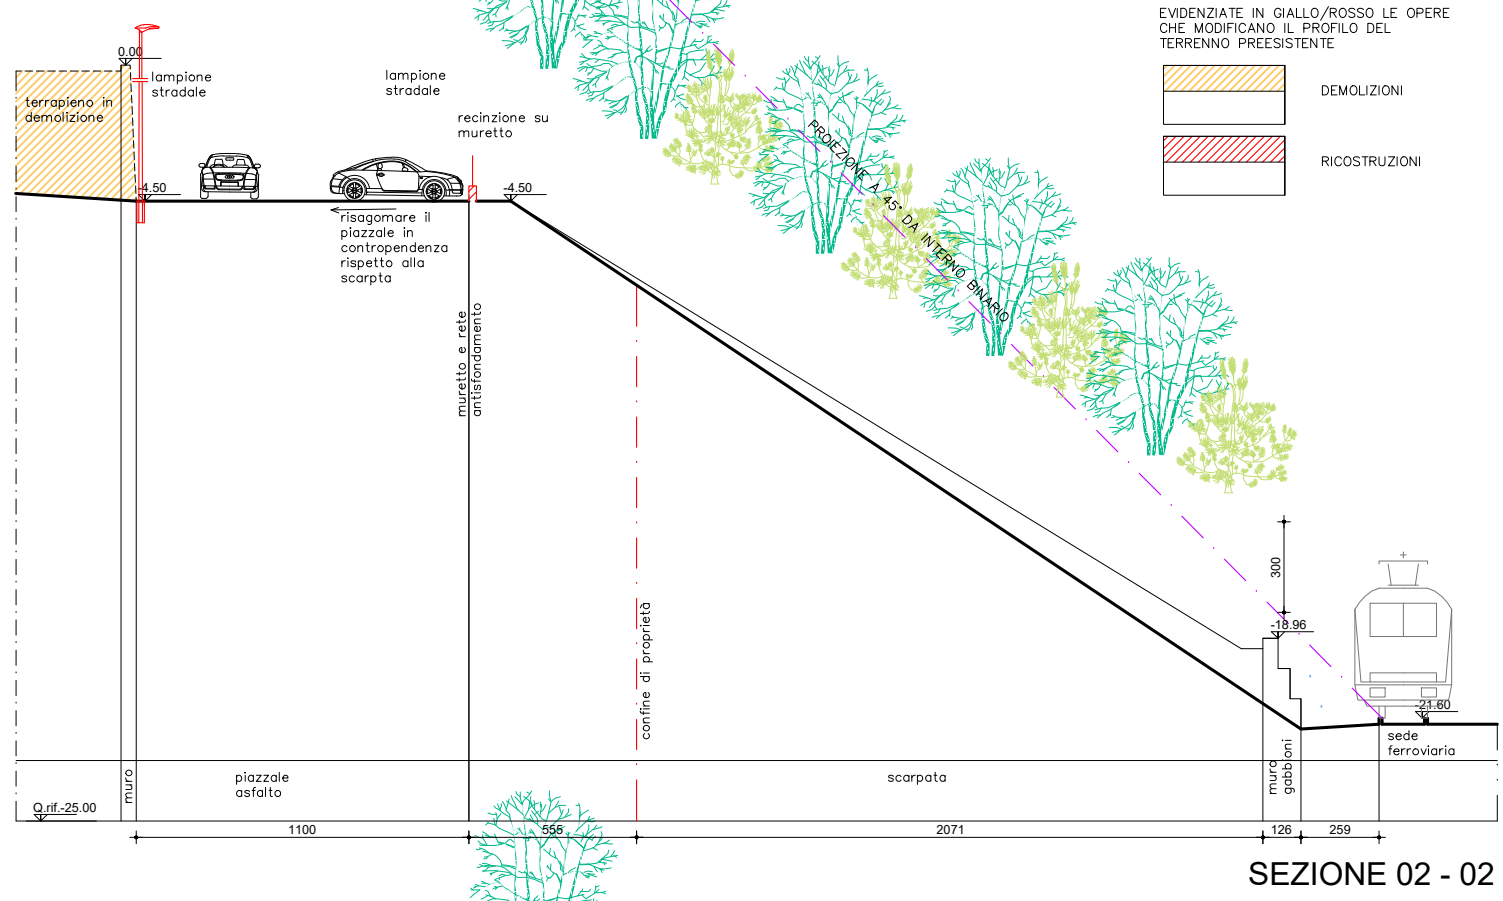 EVIDENZIATE IN GIALLO/ROSSO LE OPERE
CHE MODIFICANO IL PROFILO DEL
TERRENNO PREESISTENTE
DEMOLIZIONI
RICOSTRUZIONI
0.00
lampione
stradale
lampione
stradale
terrapieno in
demolizione
recinzione su
muretto
-4.50
-4.50
risagomare il
piazzale in
contropendenza
rispetto alla
scarpta
PROIEZIONE A 45° DA INTERNO BINARIO
muretto e rete
antisfondamento
confine di proprietà
300
-18.96
-21.60
sede
ferroviaria
muro
piazzale
asfalto
scarpata
muro
gabbioni
Q.rif.-25.00
1100
555
2071
126
259
SEZIONE 02 - 02